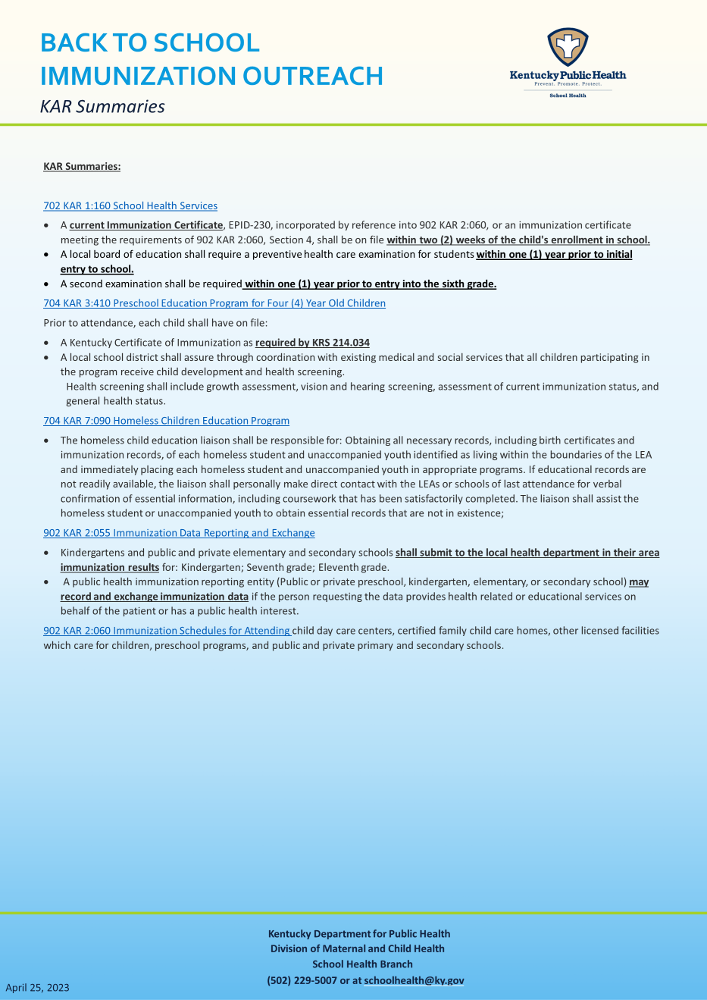 BACK TO SCHOOL
IMMUNIZATION OUTREACH
KAR Summaries
Kentucky Public Health
Prevent. Promote. Protect.
School Health
KAR Summaries:
702 KAR 1:160 School Health Services
• A current Immunization Certificate, EPID-230, incorporated by reference into 902 KAR 2:060, or an immunization certificate
meeting the requirements of 902 KAR 2:060, Section 4, shall be on file within two (2) weeks of the child's enrollment in school.
• A local board of education shall require a preventive health care examination for students within one (1) year prior to initial
entry to school.
• A second examination shall be required within one (1) year prior to entry into the sixth grade.
704 KAR 3:410 Preschool Education Program for Four (4) Year Old Children
Prior to attendance, each child shall have on file:
• A Kentucky Certificate of Immunization as required by KRS 214.034
• A local school district shall assure through coordination with existing medical and social services that all children participating in
the program receive child development and health screening.
Health screening shall include growth assessment, vision and hearing screening, assessment of current immunization status, and
general health status.
704 KAR 7:090 Homeless Children Education Program
• The homeless child education liaison shall be responsible for: Obtaining all necessary records, including birth certificates and
immunization records, of each homeless student and unaccompanied youth identified as living within the boundaries of the LEA
and immediately placing each homeless student and unaccompanied youth in appropriate programs. If educational records are
not readily available, the liaison shall personally make direct contact with the LEAs or schools of last attendance for verbal
confirmation of essential information, including coursework that has been satisfactorily completed. The liaison shall assist the
homeless student or unaccompanied youth to obtain essential records that are not in existence;
902 KAR 2:055 Immunization Data Reporting and Exchange
• Kindergartens and public and private elementary and secondary schools shall submit to the local health department in their area
immunization results for: Kindergarten; Seventh grade; Eleventh grade.
• A public health immunization reporting entity (Public or private preschool, kindergarten, elementary, or secondary school) may
record and exchange immunization data if the person requesting the data provides health related or educational services on
behalf of the patient or has a public health interest.
902 KAR 2:060 Immunization Schedules for Attending child day care centers, certified family child care homes, other licensed facilities
which care for children, preschool programs, and public and private primary and secondary schools.
Kentucky Department for Public Health
Division of Maternal and Child Health
School Health Branch
(502) 229-5007 or at schoolhealth@ky.gov
April 25, 2023